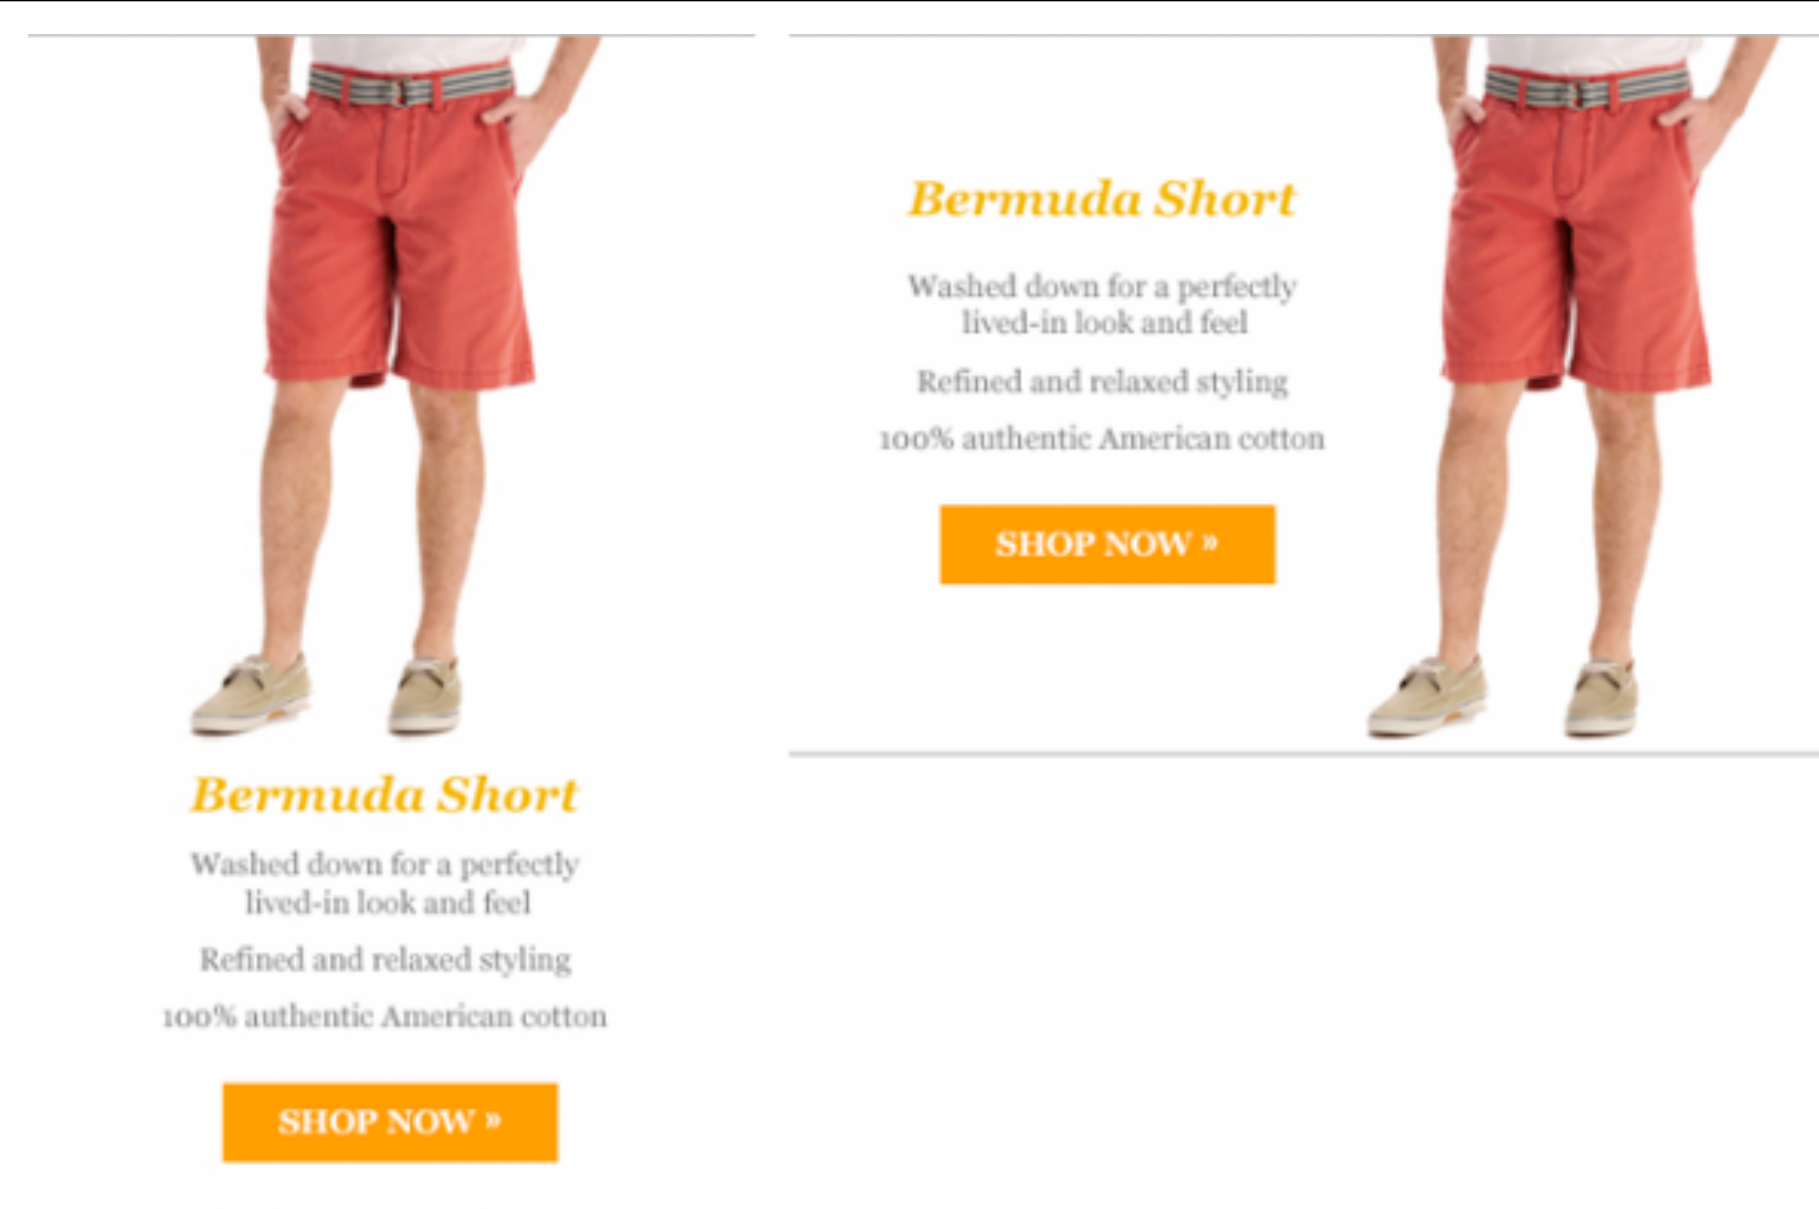 Bermuda Short
Washed down for a perfectly
lived-in look and feel
Refined and relaxed styling
100% authentic American cotton
SHOP NOW »
Bermuda Short
Washed down for a perfectly
lived-in look and feel
Refined and relaxed styling
100% authentic American cotton
SHOP NOW »